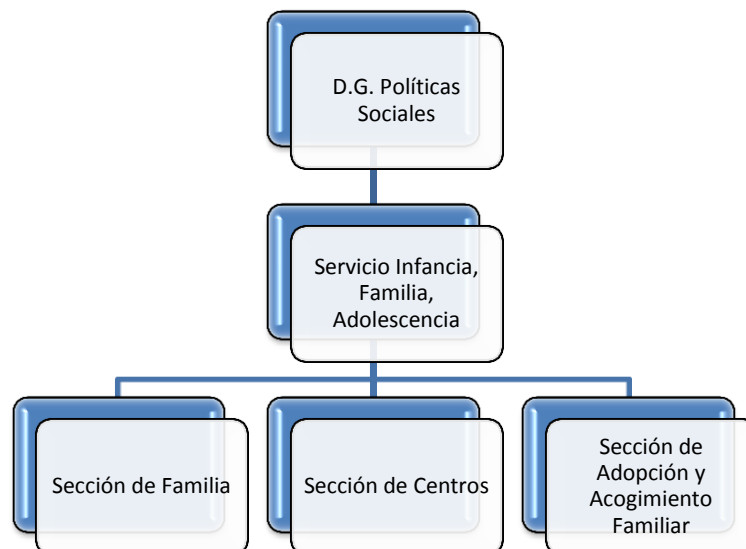 D.G. Políticas
Sociales
Servicio Infancia,
Familia,
Adolescencia
Sección de Familia
Sección de Centros
Sección de
Adopción y
Acogimiento
Familiar